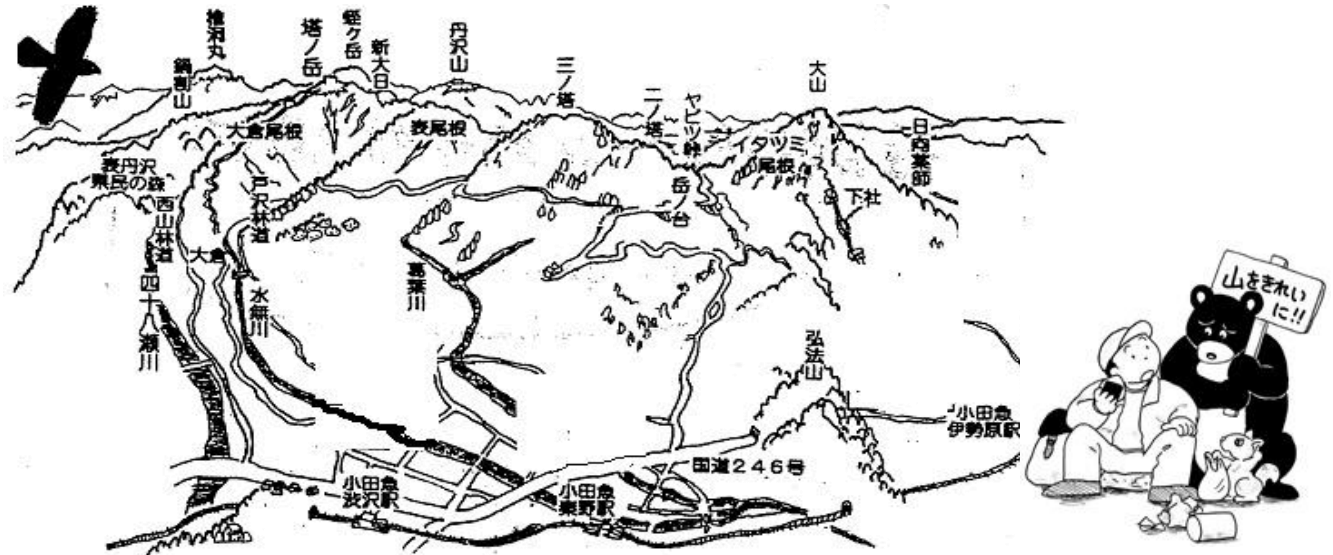 檜洞丸
鍋割山
塔ノ岳
蛭ヶ岳
新大日
丹沢山
三ノ塔
二ノ塔
ヤビツ峠
大山
日向薬師
大倉尾根
表尾根
イタツミ
尾根
表丹沢
県民の森
西山林道
戸沢林道
岳ノ台
下社
大倉
四十八瀬川
水無川
葛葉川
弘法山
小田急
伊勢原駅
国道246号
小田急
渋沢駅
小田急
秦野駅
山をきれい
に!!